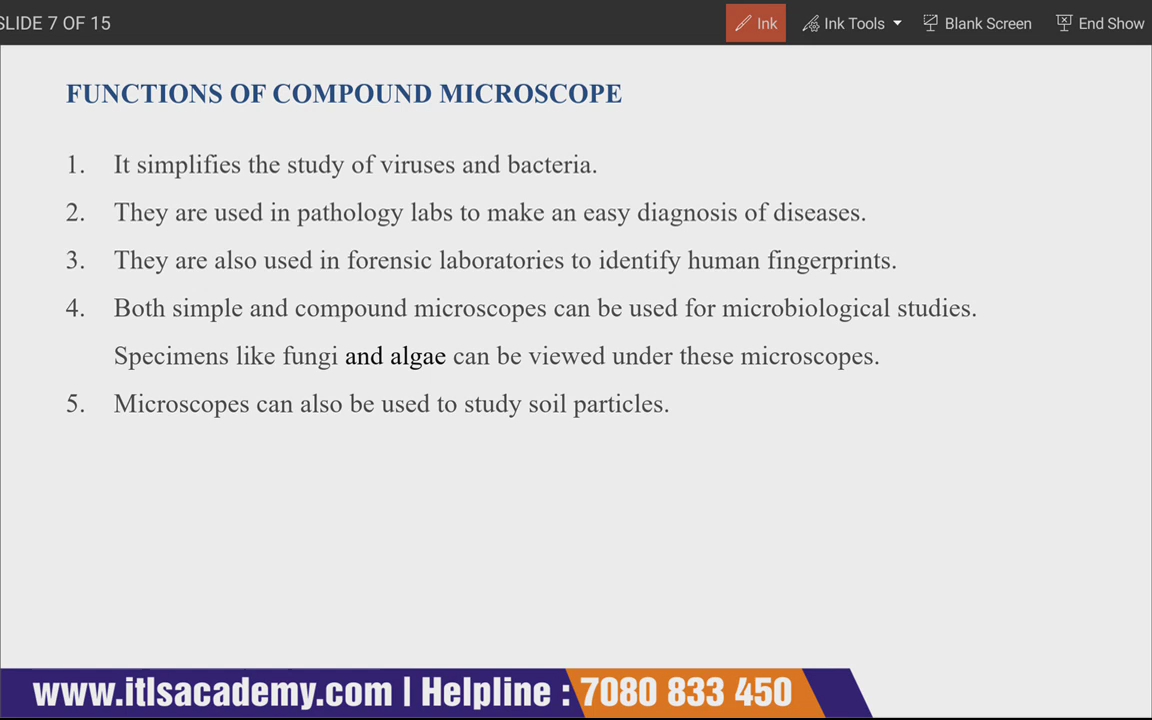 SLIDE 7 OF 15
Ink
Ink Tools
Blank Screen
End Show
FUNCTIONS OF COMPOUND MICROSCOPE
1. It simplifies the study of viruses and bacteria.
2. They are used in pathology labs to make an easy diagnosis of diseases.
3. They are also used in forensic laboratories to identify human fingerprints.
4. Both simple and compound microscopes can be used for microbiological studies.
Specimens like fungi and algae can be viewed under these microscopes.
5. Microscopes can also be used to study soil particles.
www.itlsacademy.com | Helpline : 7080 833 450